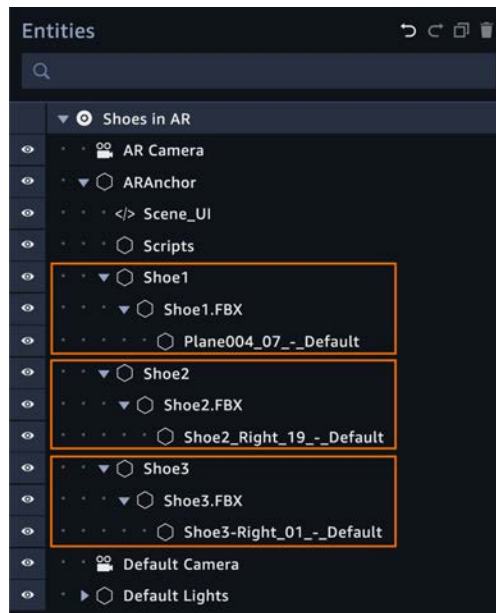 Entities
Shoes in AR
AR Camera
ARAnchor
</> Scene_UI
Scripts
Shoe1
Shoe1.FBX
Plane004_07_-_Default
Shoe2
Shoe2.FBX
Shoe2_Right_19_-_Default
Shoe3
Shoe3.FBX
Shoe3-Right_01_-_Default
Default Camera
Default Lights